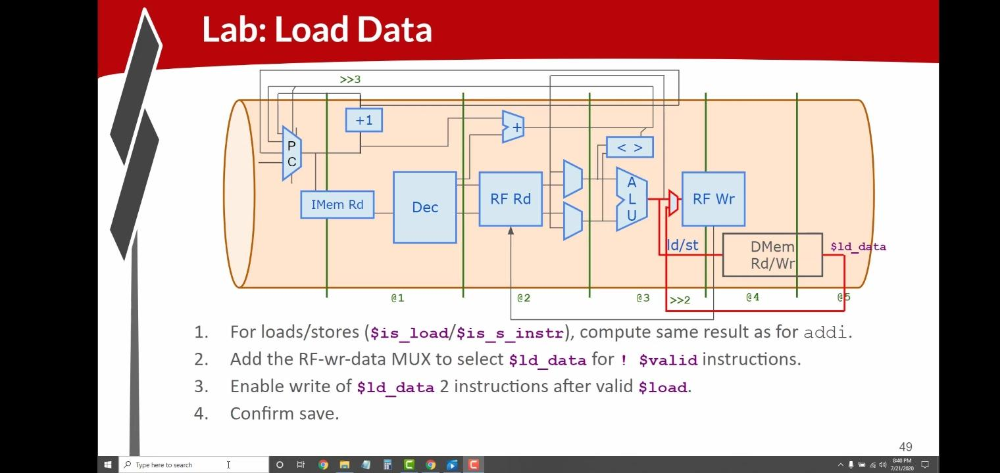 Lab: Load Data
>>3
+1
+
P
C
< >
A
L
U
IMem Rd
Dec
RF Rd
RF Wr
ld/st
DMem
Rd/Wr
$ld_data
@1
@2
@3
>>2
@4
@5
1. For loads/stores ($is_load/$is_s_instr), compute same result as for addi.
2. Add the RF-wr-data MUX to select $ld_data for ! $valid instructions.
3. Enable write of $ld_data 2 instructions after valid $load.
4. Confirm save.
49
Type here to search
8:40 PM
7/21/2020